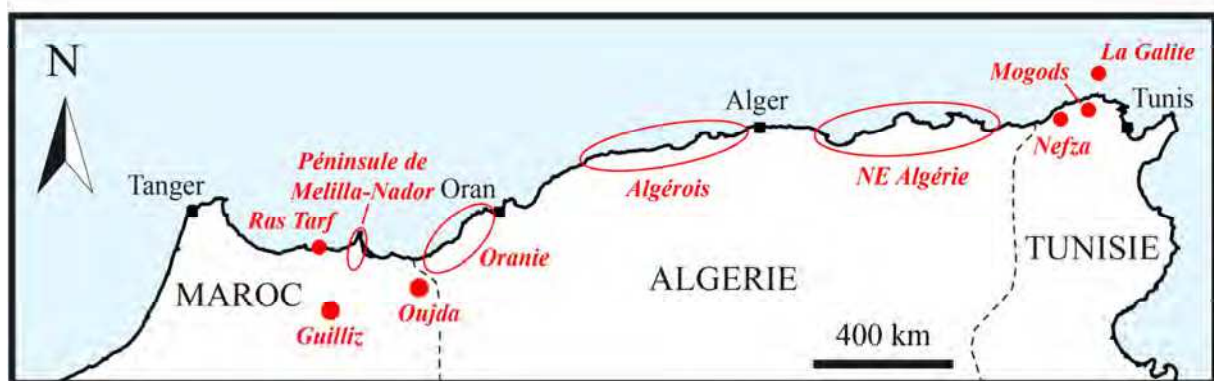 N
La Galite
Mogods
Alger
Tunis
Nefza
Péninsule de
Melilla-Nador
Algérois
NE Algérie
Tanger
Oran
Ras Tarf
Oranie
TUNISIE
MAROC
ALGERIE
Oujda
Guilliz
400 km